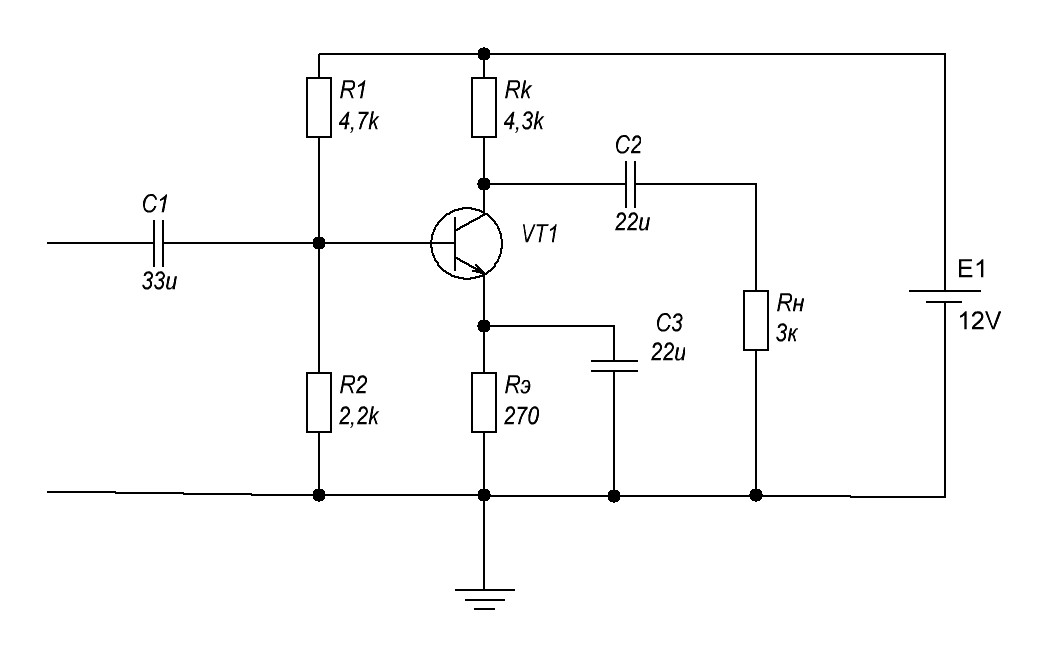 R1
4,7k
Rk
4,3k
C2
22u
C1
33u
VT1
E1
12V
Rн
3к
C3
22u
R2
2,2k
Rэ
270